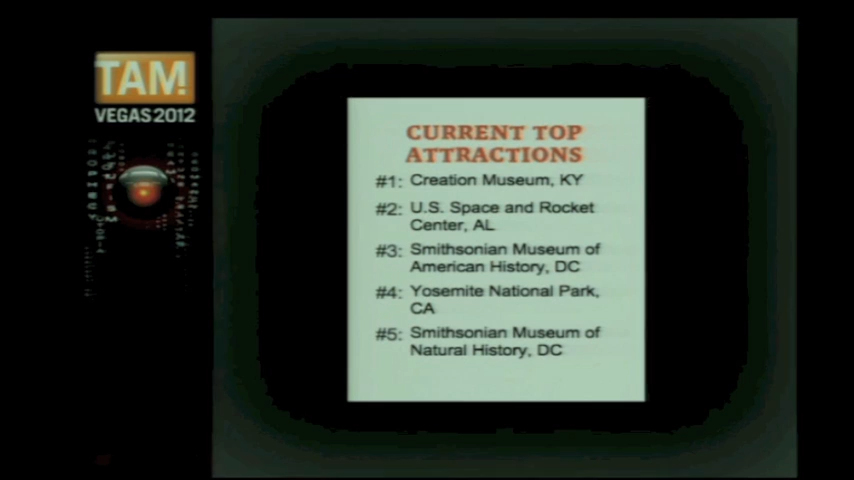 TAM!
VEGAS 2012
CURRENT TOP
ATTRACTIONS
#1: Creation Museum, KY
#2: U.S. Space and Rocket
Center, AL
#3: Smithsonian Museum of
American History, DC
#4: Yosemite National Park,
CA
#5: Smithsonian Museum of
Natural History, DC